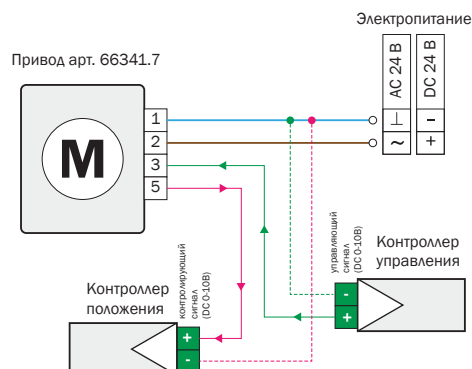 Электропитание
Привод арт. 66341.7
AC 24 В
DC 24 В
⊥
–
~
+
M
1
2
3
5
управляющий
сигнал
(DC 0-10В)
Контроллер
управления
-
+
контролирующий
сигнал
(DC 0-10В)
Контроллер
положения
+
-